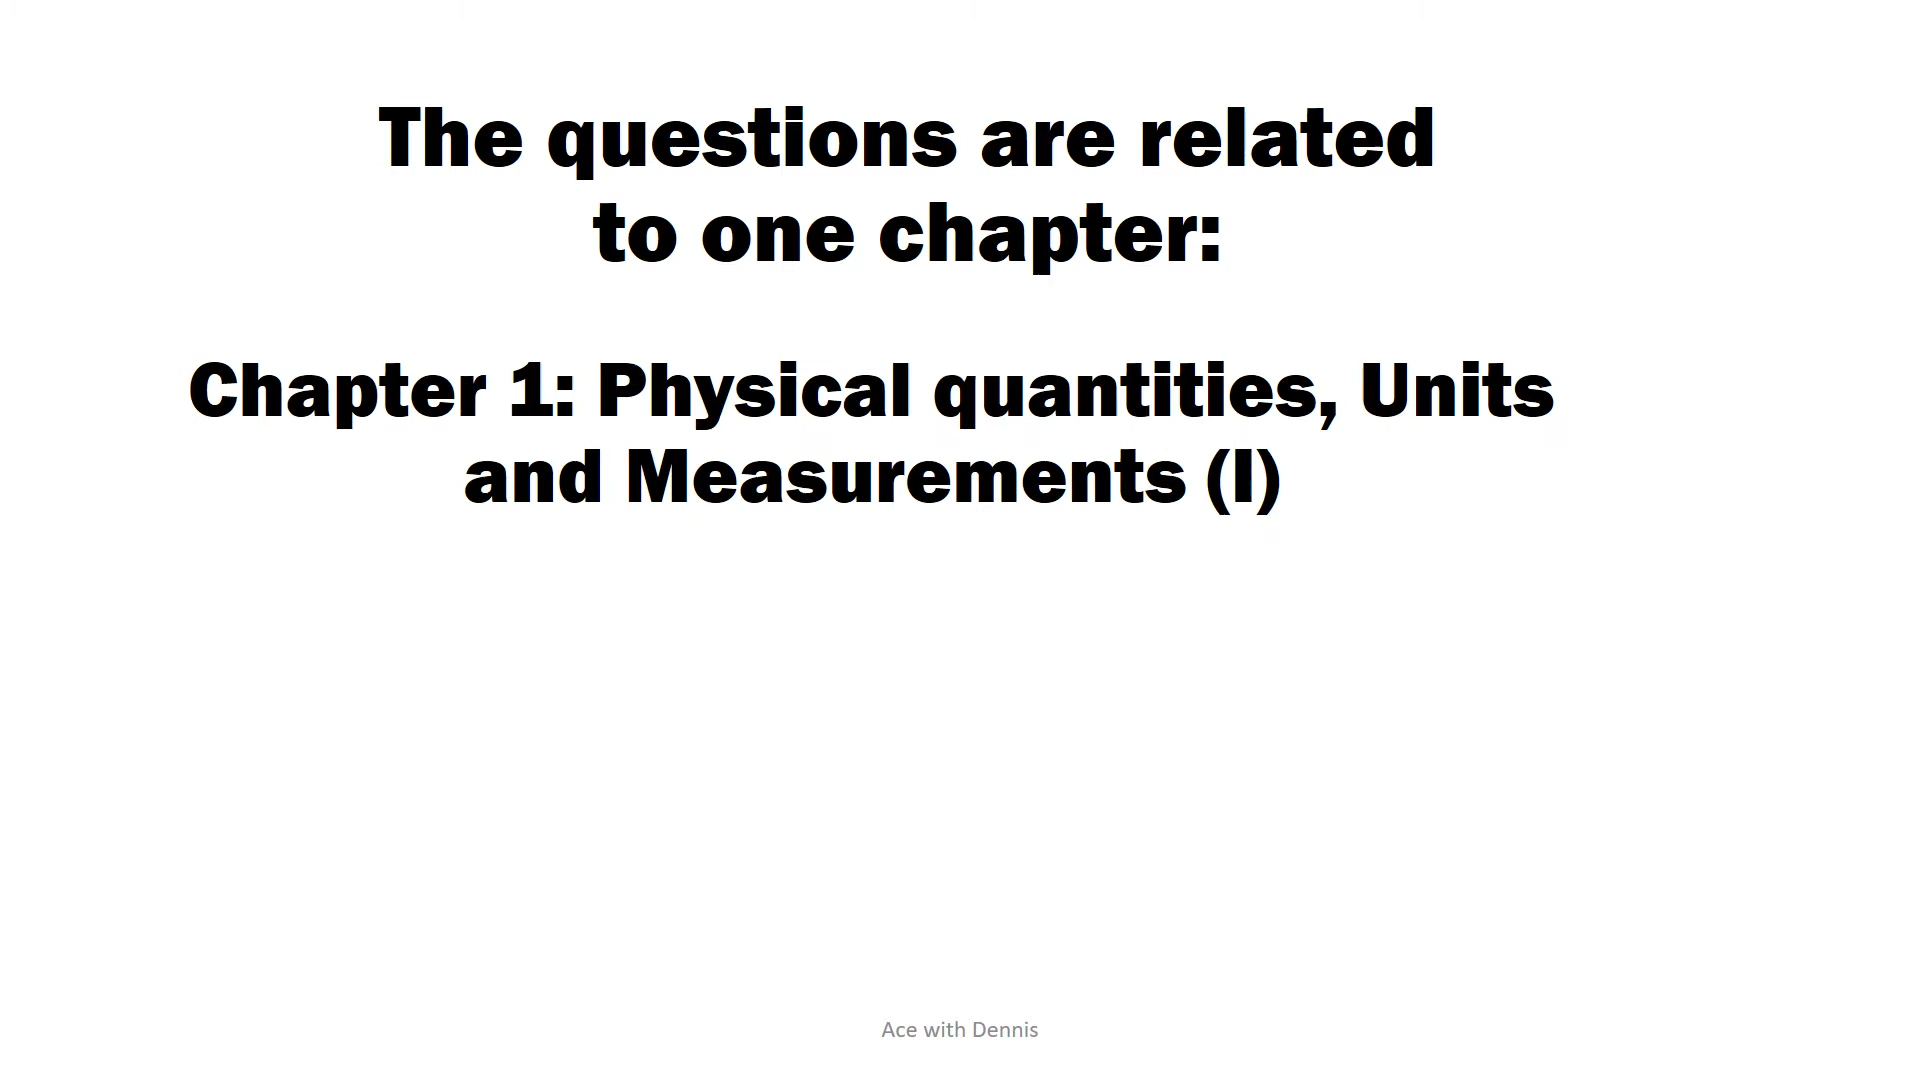 The questions are related
to one chapter:
Chapter 1: Physical quantities, Units
and Measurements (I)
Ace with Dennis